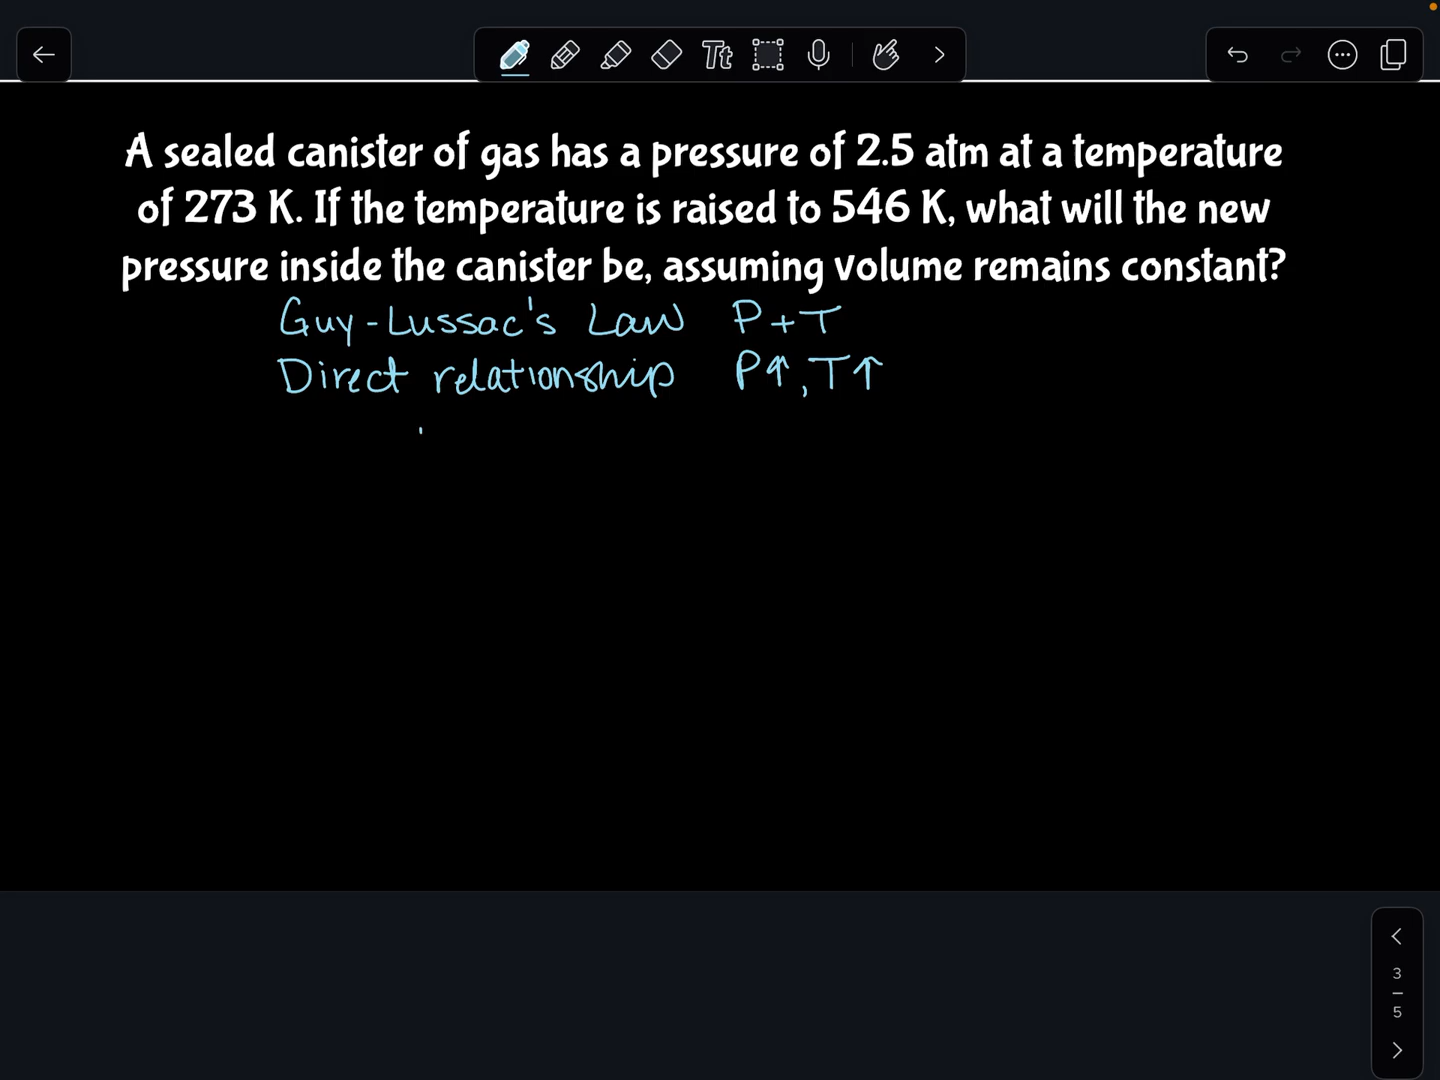 Tt
A sealed canister of gas has a pressure of 2.5 atm at a temperature
of 273 K. If the temperature is raised to 546 K, what will the new
pressure inside the canister be, assuming volume remains constant?
Guy-Lussac's Law P + T
Direct relationship P↑, T↑
3
5